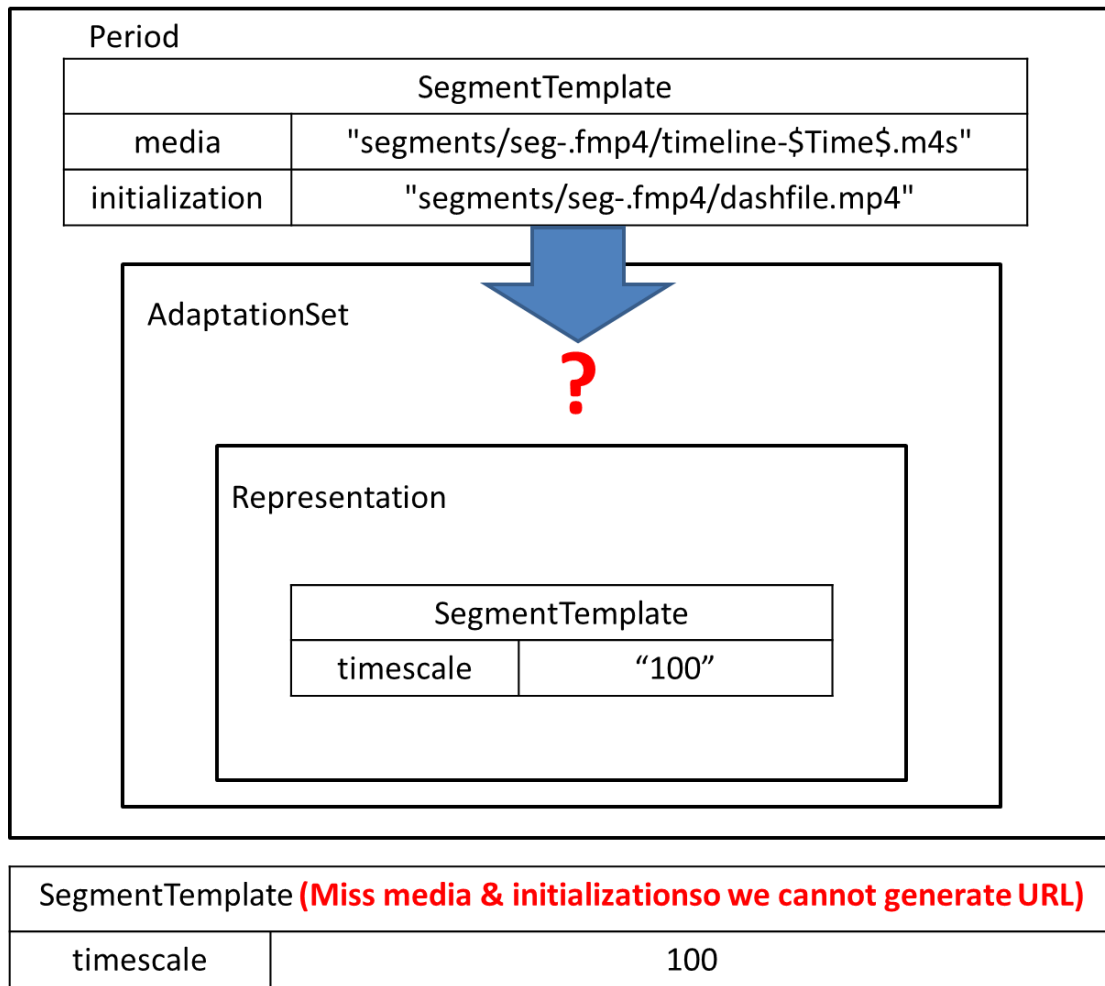 Period
SegmentTemplate
media "segments/seg-.fmp4/timeline-$Time$.m4s"
initialization "segments/seg-.fmp4/dashfile.mp4"
AdaptationSet
?
Representation
SegmentTemplate
timescale “100”
SegmentTemplate (Miss media & initializationso we cannot generate URL)
timescale 100